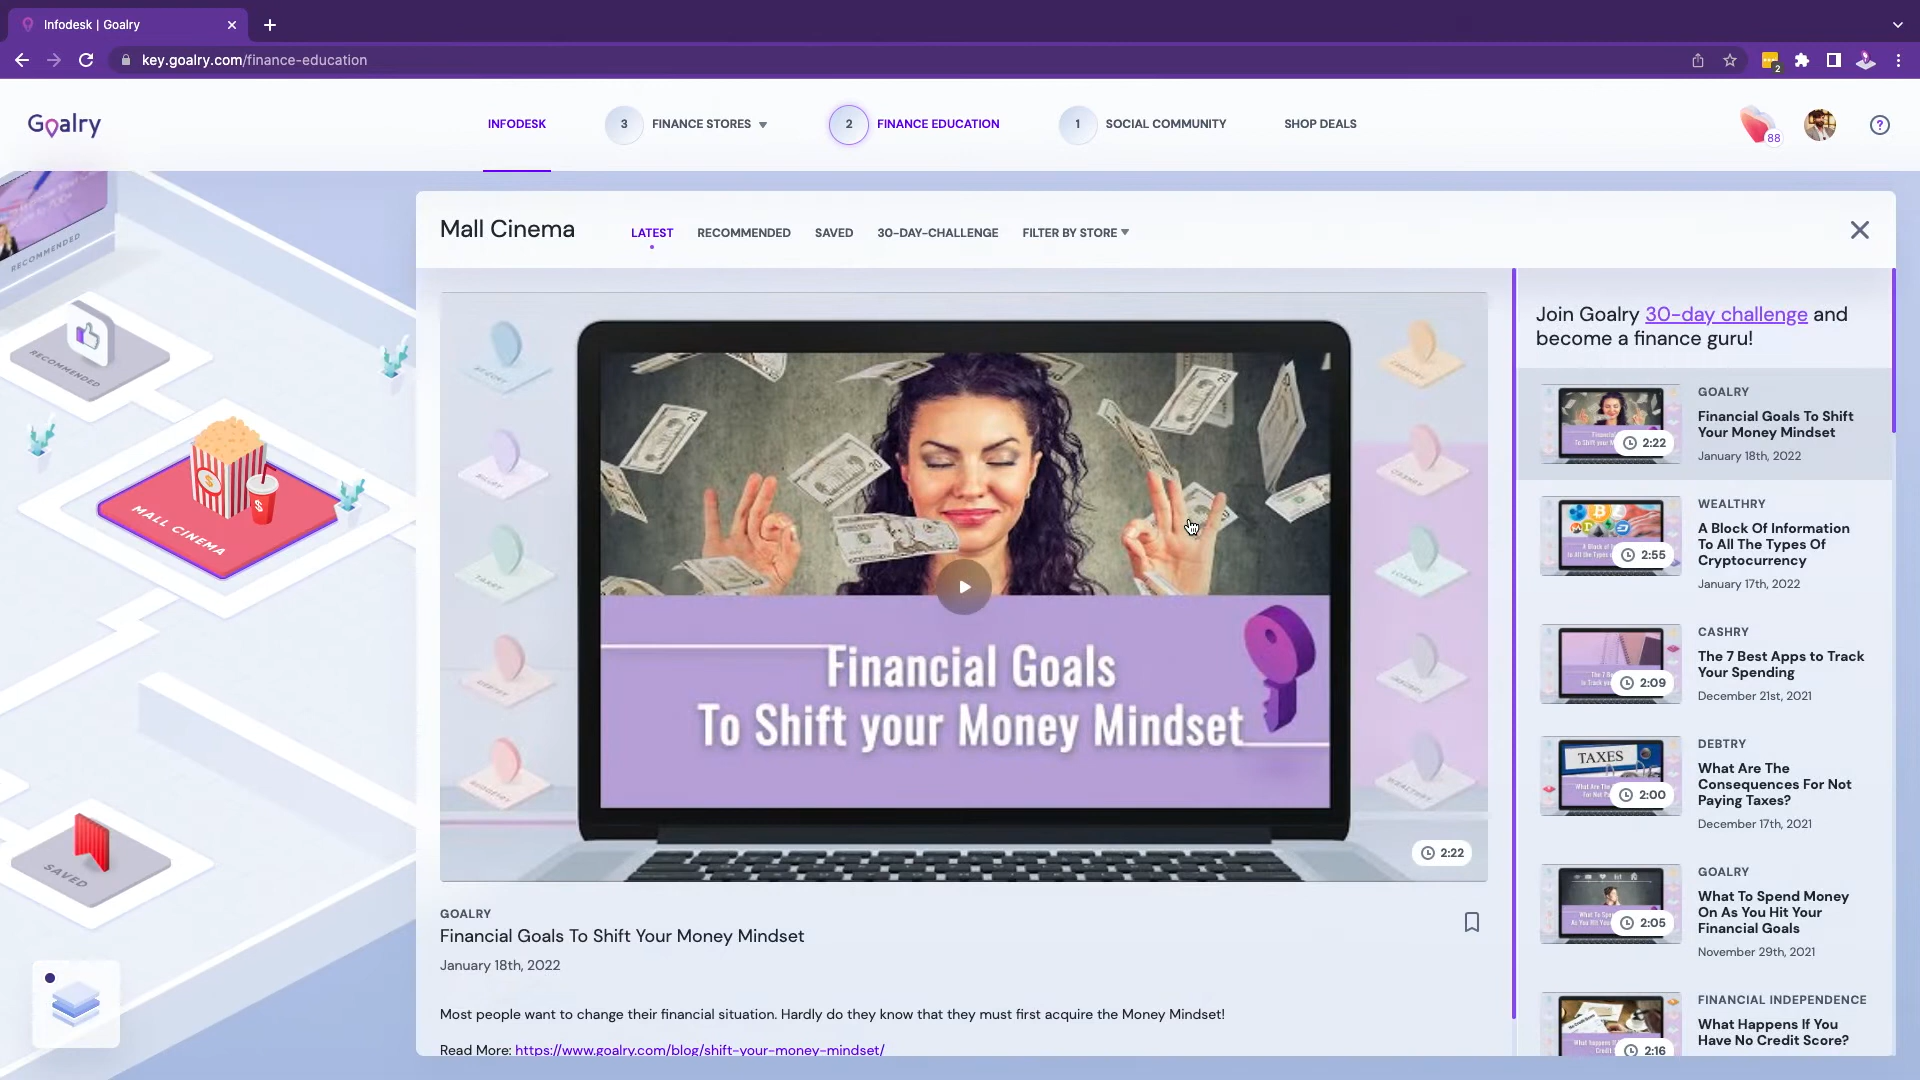 Infodesk | Goalry
key.goalry.com/finance-education
2
Goalry
INFODESK
3 FINANCE STORES
2 FINANCE EDUCATION
1 SOCIAL COMMUNITY
SHOP DEALS
88
?
RECOMMENDED
RECOMMENDED
MALL CINEMA
SAVED
Mall Cinema
LATEST
RECOMMENDED
SAVED
30-DAY-CHALLENGE
FILTER BY STORE
BILLRY
TAXRY
DEBTRY
BUDGETRY
CASHRY
LOANRY
WEALTHRY
Financial Goals
To Shift your Money Mindset
2:22
GOALRY
Financial Goals To Shift Your Money Mindset
January 18th, 2022
Most people want to change their financial situation. Hardly do they know that they must first acquire the Money Mindset!
Read More: https://www.goalry.com/blog/shift-your-money-mindset/
Join Goalry 30-day challenge and
become a finance guru!
2:22
GOALRY
Financial Goals To Shift
Your Money Mindset
January 18th, 2022
2:55
WEALTHRY
A Block Of Information
To All The Types Of
Cryptocurrency
January 17th, 2022
2:09
CASHRY
The 7 Best Apps to Track
Your Spending
December 21st, 2021
TAXES
2:00
DEBTRY
What Are The
Consequences For Not
Paying Taxes?
December 17th, 2021
2:05
GOALRY
What To Spend Money
On As You Hit Your
Financial Goals
November 29th, 2021
2:16
FINANCIAL INDEPENDENCE
What Happens If You
Have No Credit Score?